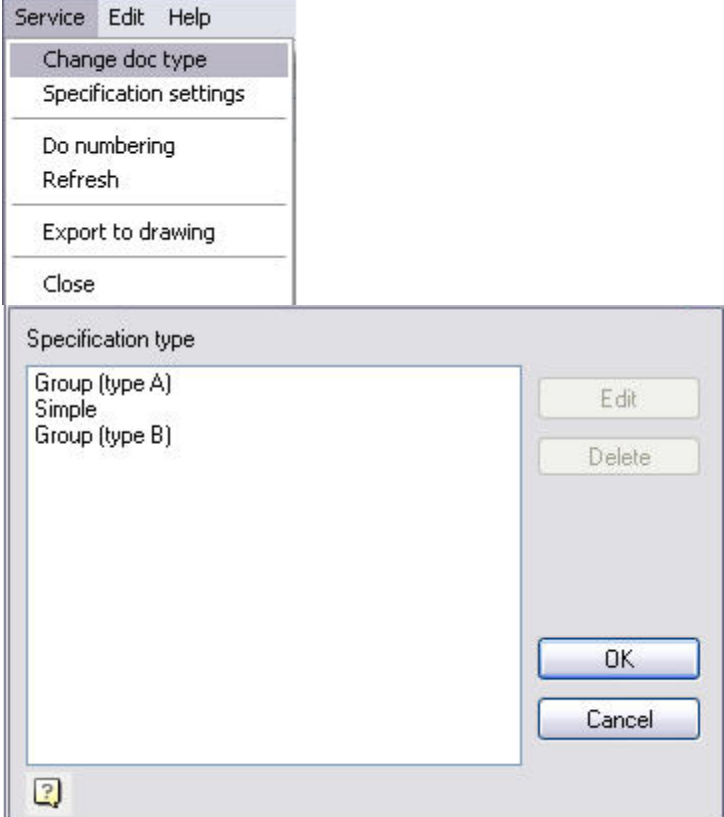 Service Edit Help
Change doc type
Specification settings
Do numbering
Refresh
Export to drawing
Close
Specification type
Group (type A)
Simple
Group (type B)
Edit
Delete
OK
Cancel
?